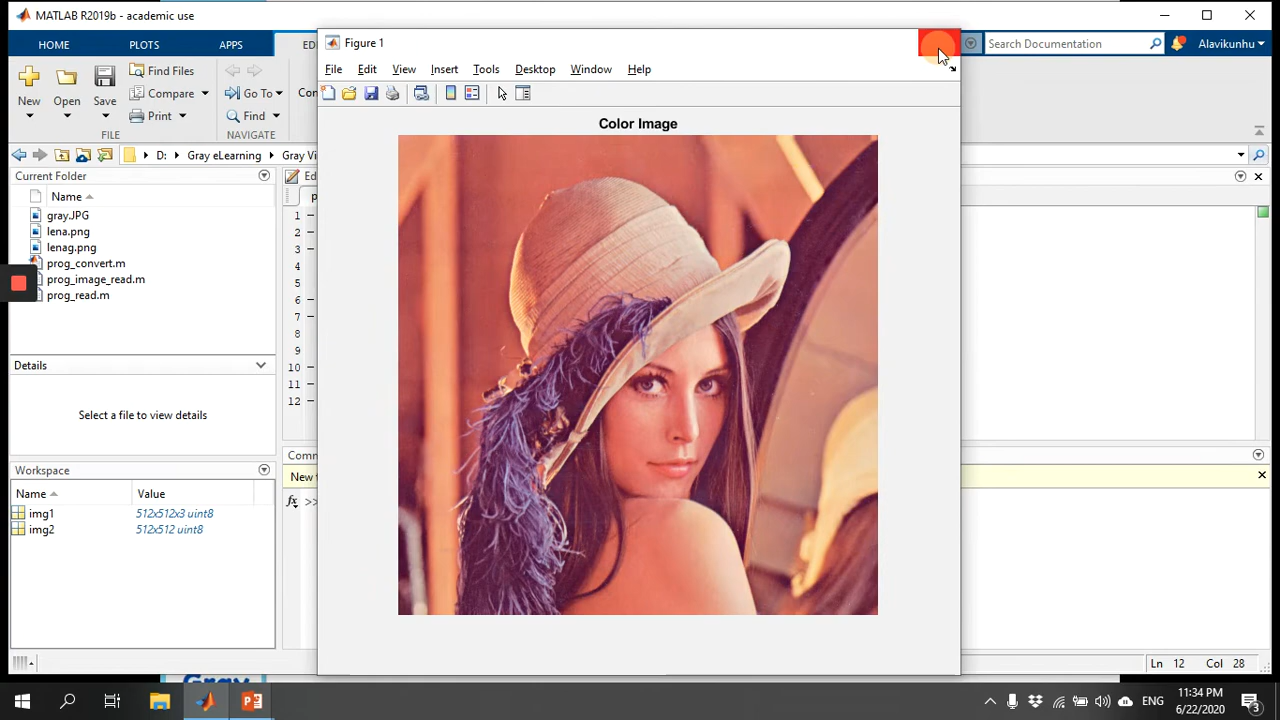 MATLAB R2019b - academic use
HOME PLOTS APPS
Search Documentation
Alavikunhu
New Open Save
Find Files
Compare
Print
Go To
Find
FILE
NAVIGATE
Figure 1
File Edit View Insert Tools Desktop Window Help
D: Gray eLearning
Current Folder
Name
gray.JPG
lena.png
lenag.png
prog_convert.m
prog_image_read.m
prog_read.m
Details
Select a file to view details
Workspace
Name Value
img1 512x512x3 uint8
img2 512x512 uint8
1
2
3
4
5
6
7
8
9
10
11
12
fx >>
Color Image
Ln 12 Col 28
ENG
11:34 PM
6/22/2020
3